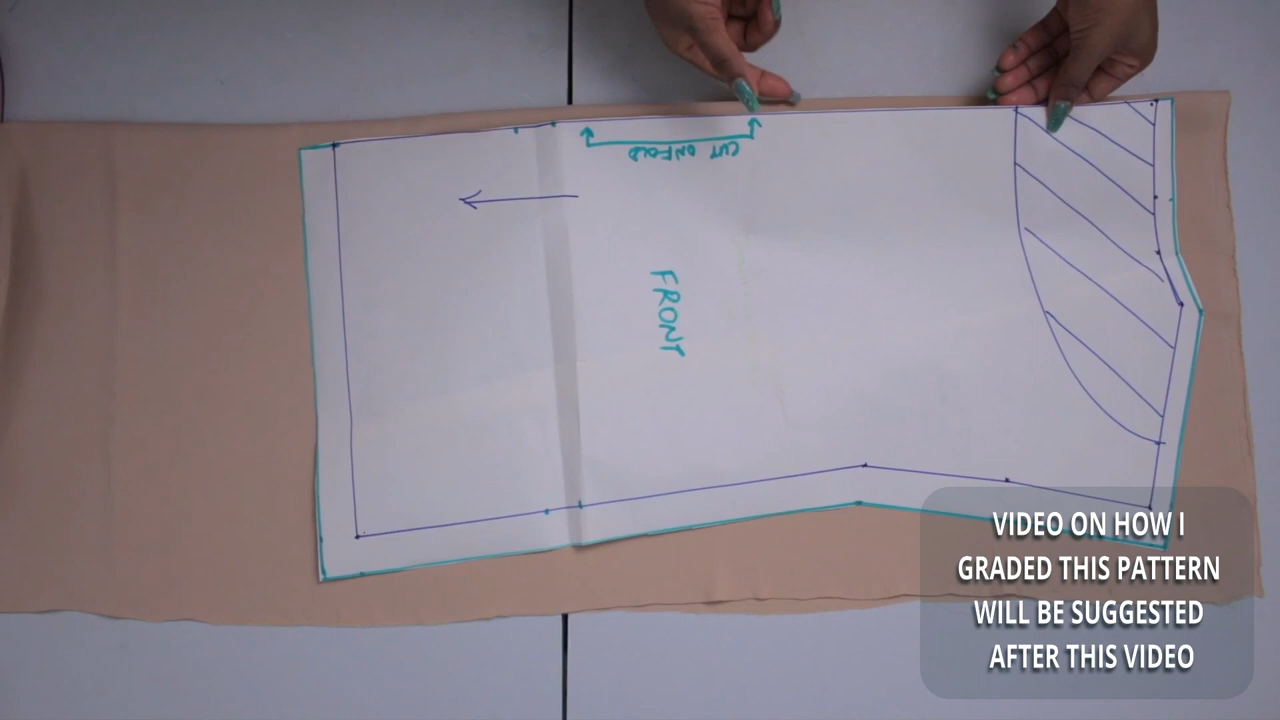 CUT ON FOLD
FRONT
VIDEO ON HOW I
GRADED THIS PATTERN
WILL BE SUGGESTED
AFTER THIS VIDEO